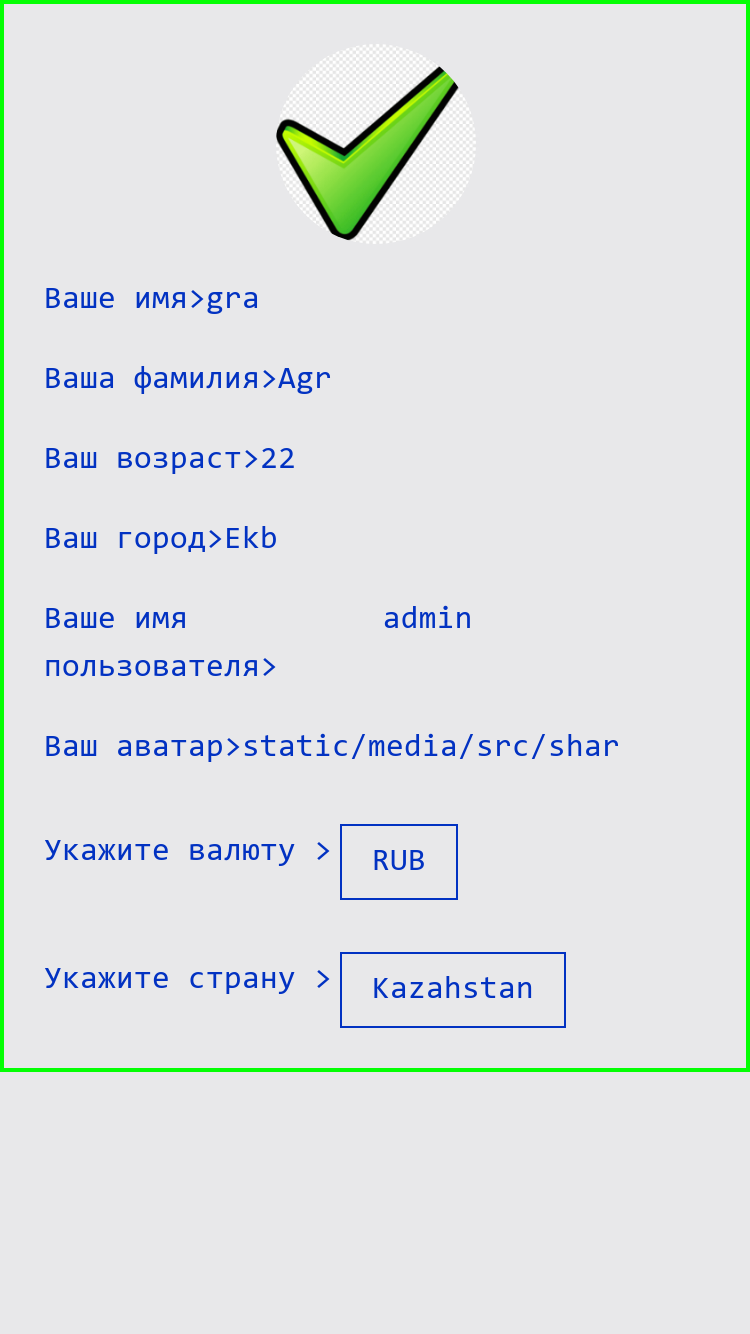 Ваше имя>gra
Ваша фамилия>Agr
Ваш возраст>22
Ваш город>Ekb
Ваше имя admin
пользователя>
Ваш аватар>static/media/src/shar
Укажите валюту > RUB
Укажите страну > Kazahstan